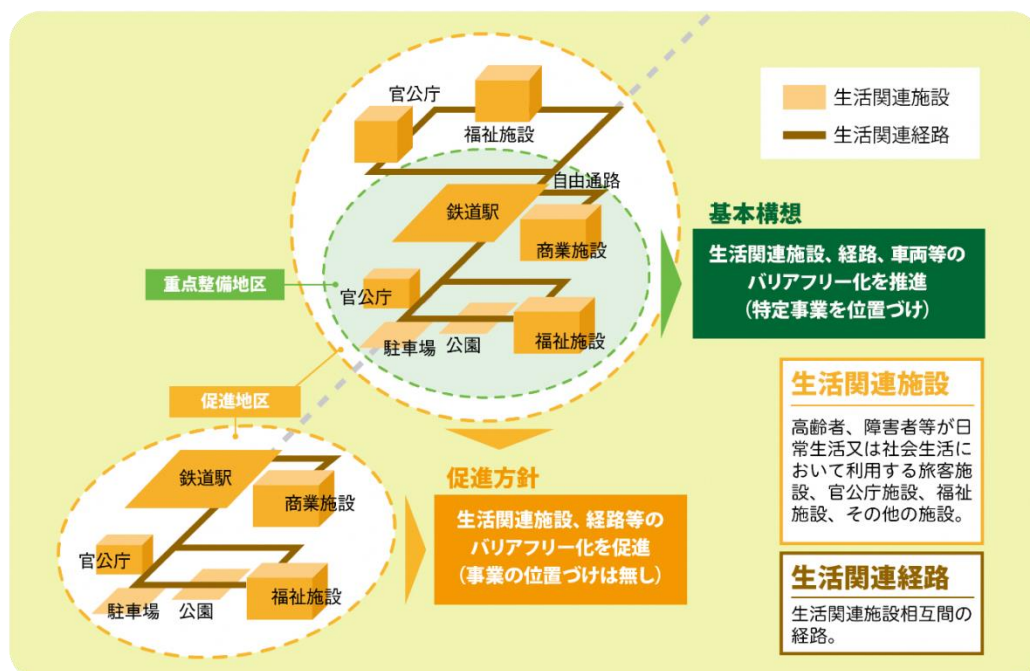 官公庁
福祉施設
生活関連施設
生活関連経路
自由通路
鉄道駅
商業施設
基本構想
生活関連施設、経路、車両等の
バリアフリー化を推進
(特定事業を位置づけ)
重点整備地区
官公庁
駐車場
公園
福祉施設
促進地区
鉄道駅
商業施設
官公庁
駐車場
公園
福祉施設
促進方針
生活関連施設、経路等の
バリアフリー化を促進
(事業の位置づけは無し)
生活関連施設
高齢者、障害者等が日
常生活又は社会生活に
おいて利用する旅客施
設、官公庁施設、福祉
施設、その他の施設。
生活関連経路
生活関連施設相互間の
経路。